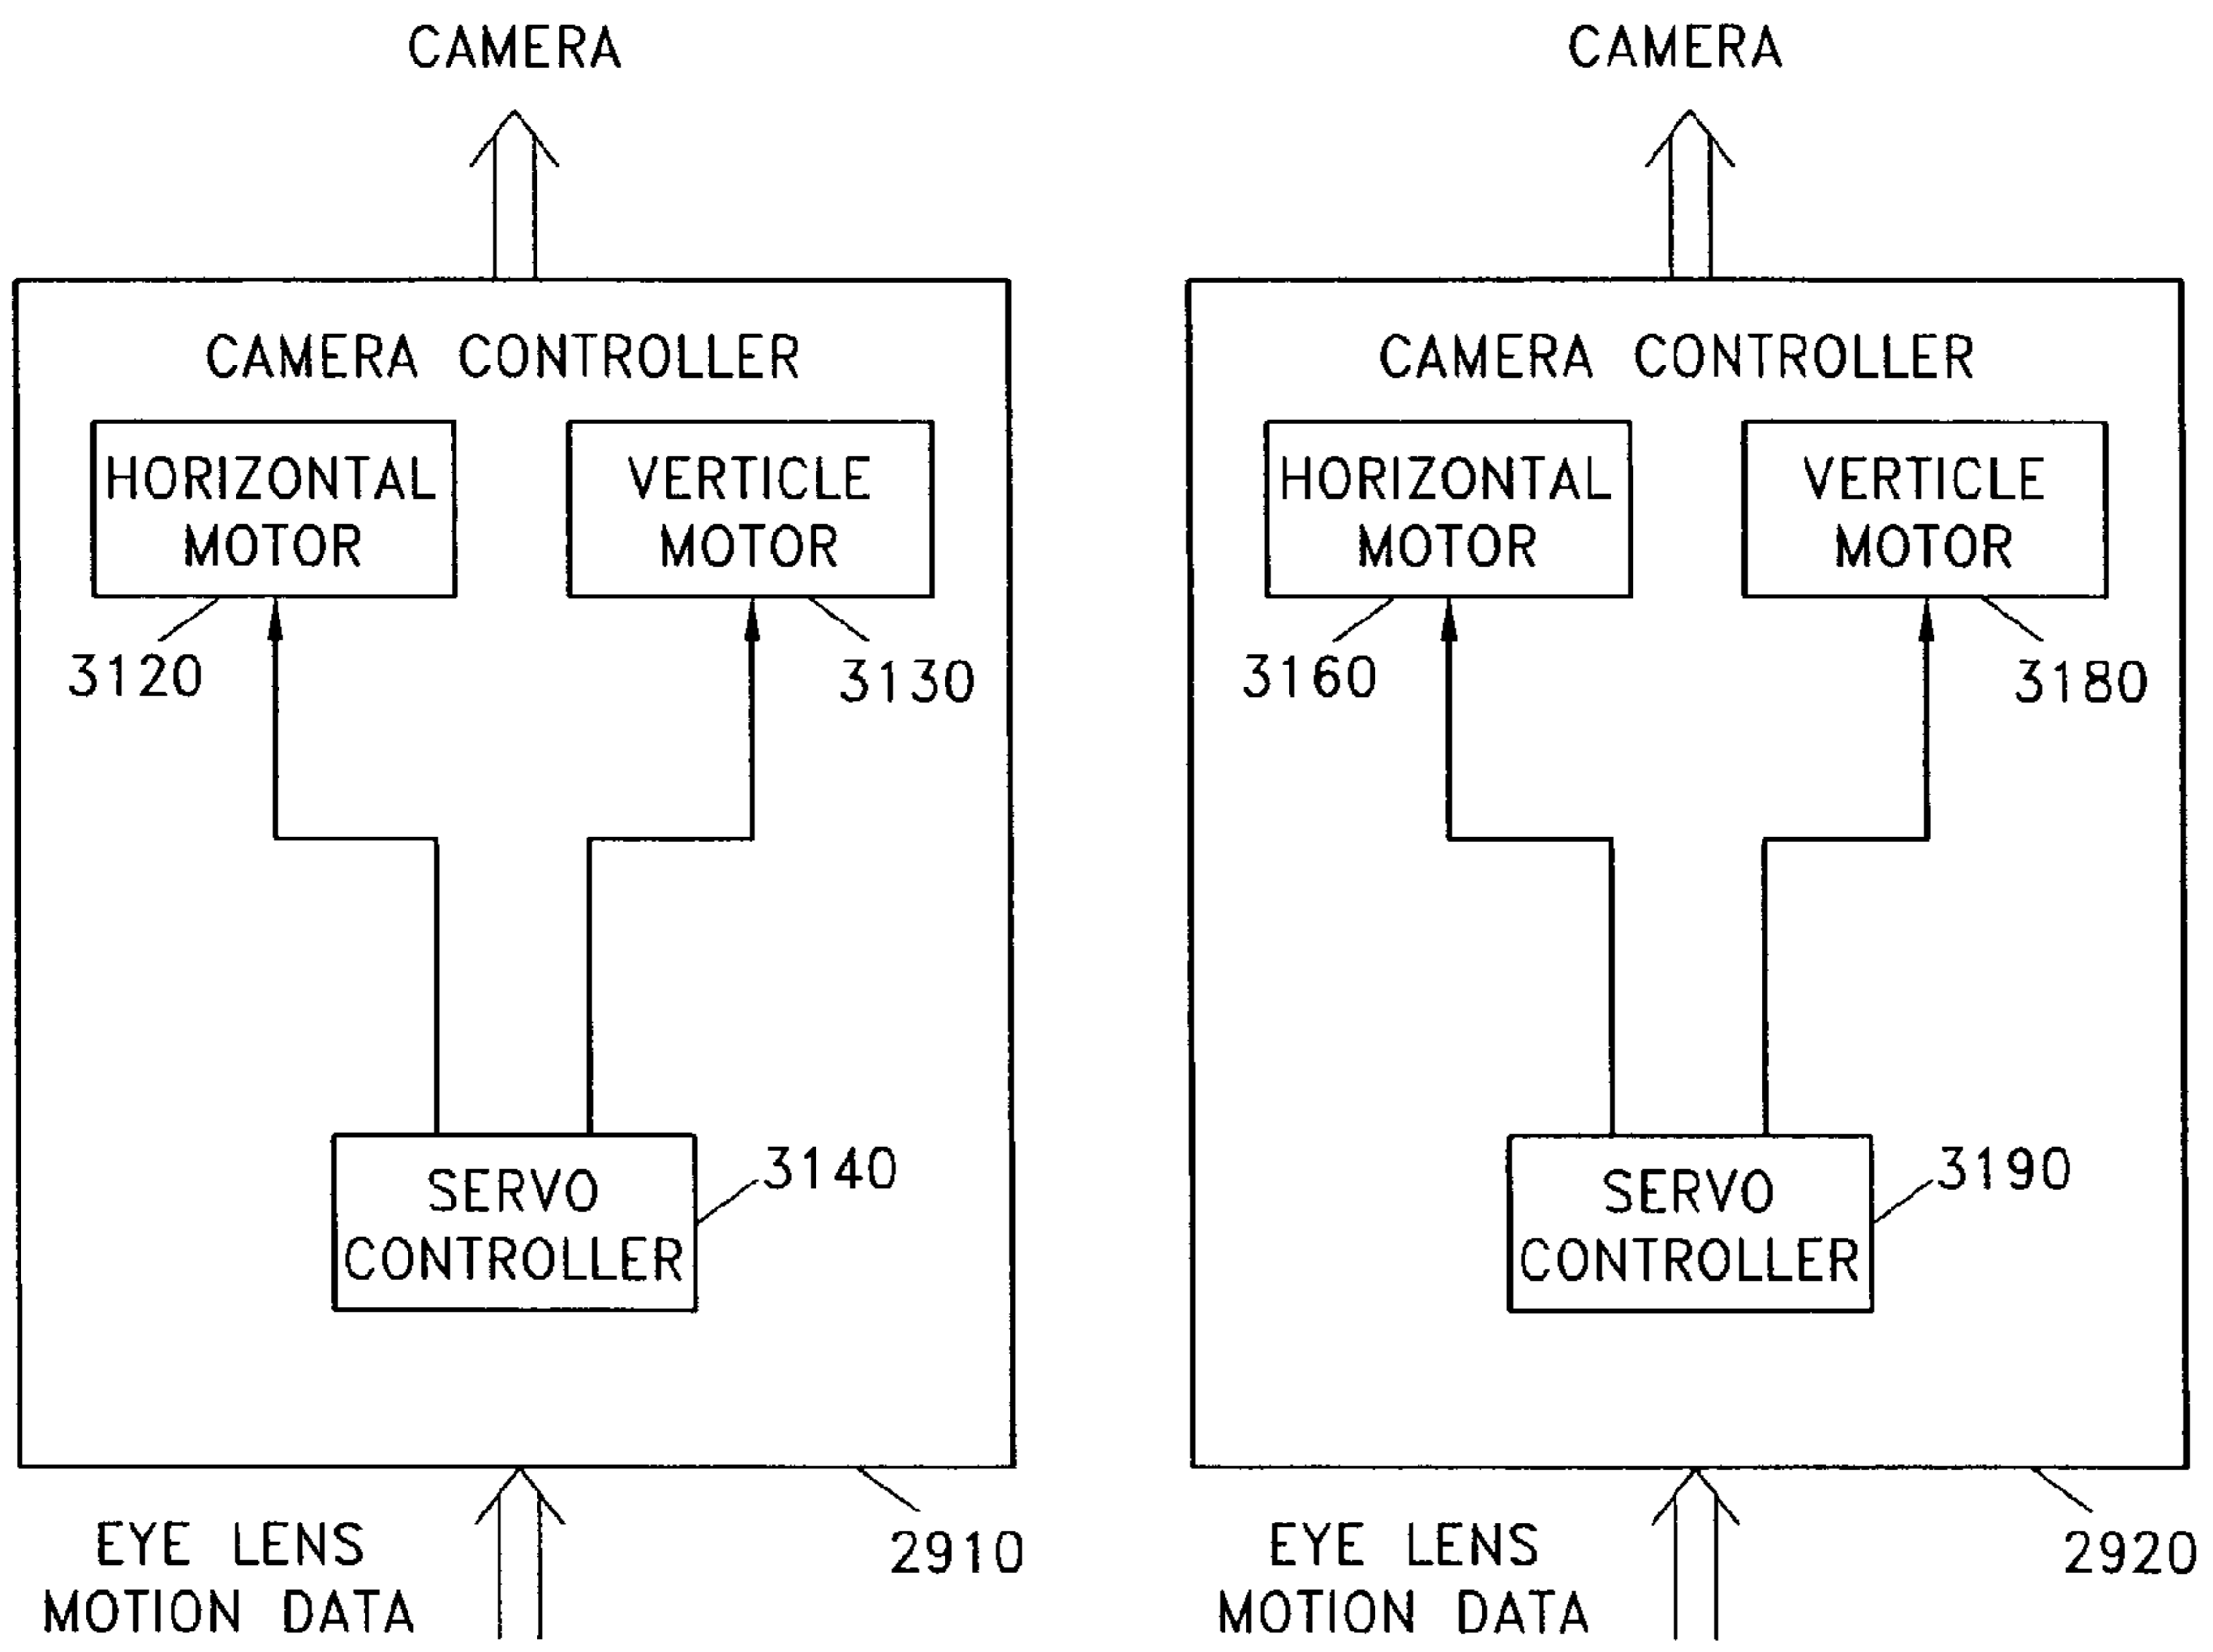 CAMERA
CAMERA CONTROLLER
HORIZONTAL
MOTOR
VERTICLE
MOTOR
3120
3130
SERVO
CONTROLLER
3140
2910
EYE LENS
MOTION DATA
CAMERA
CAMERA CONTROLLER
HORIZONTAL
MOTOR
VERTICLE
MOTOR
3160
3180
SERVO
CONTROLLER
3190
2920
EYE LENS
MOTION DATA